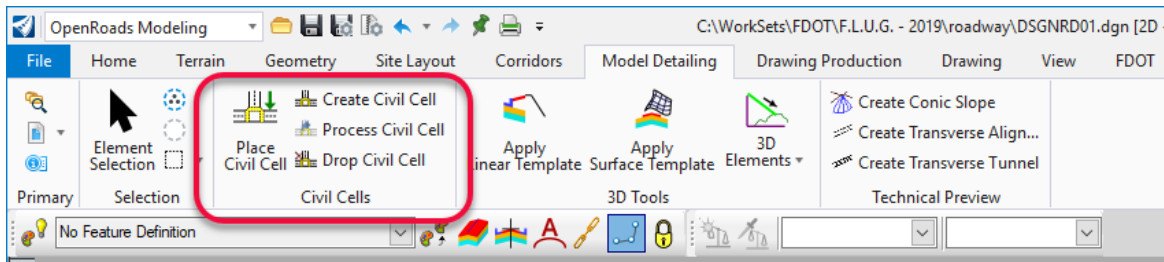 OpenRoads Modeling
C:\WorkSets\FDOT\F.L.U.G. - 2019\roadway\DSGNRD01.dgn [2D -
File Home Terrain Geometry Site Layout Corridors Model Detailing Drawing Production Drawing View FDOT
Element
Selection
Place
Civil Cell
Create Civil Cell
Process Civil Cell
Drop Civil Cell
Apply
Linear Template
Apply
Surface Template
3D
Elements
Create Conic Slope
Create Transverse Align...
Create Transverse Tunnel
Primary Selection Civil Cells 3D Tools Technical Preview
No Feature Definition